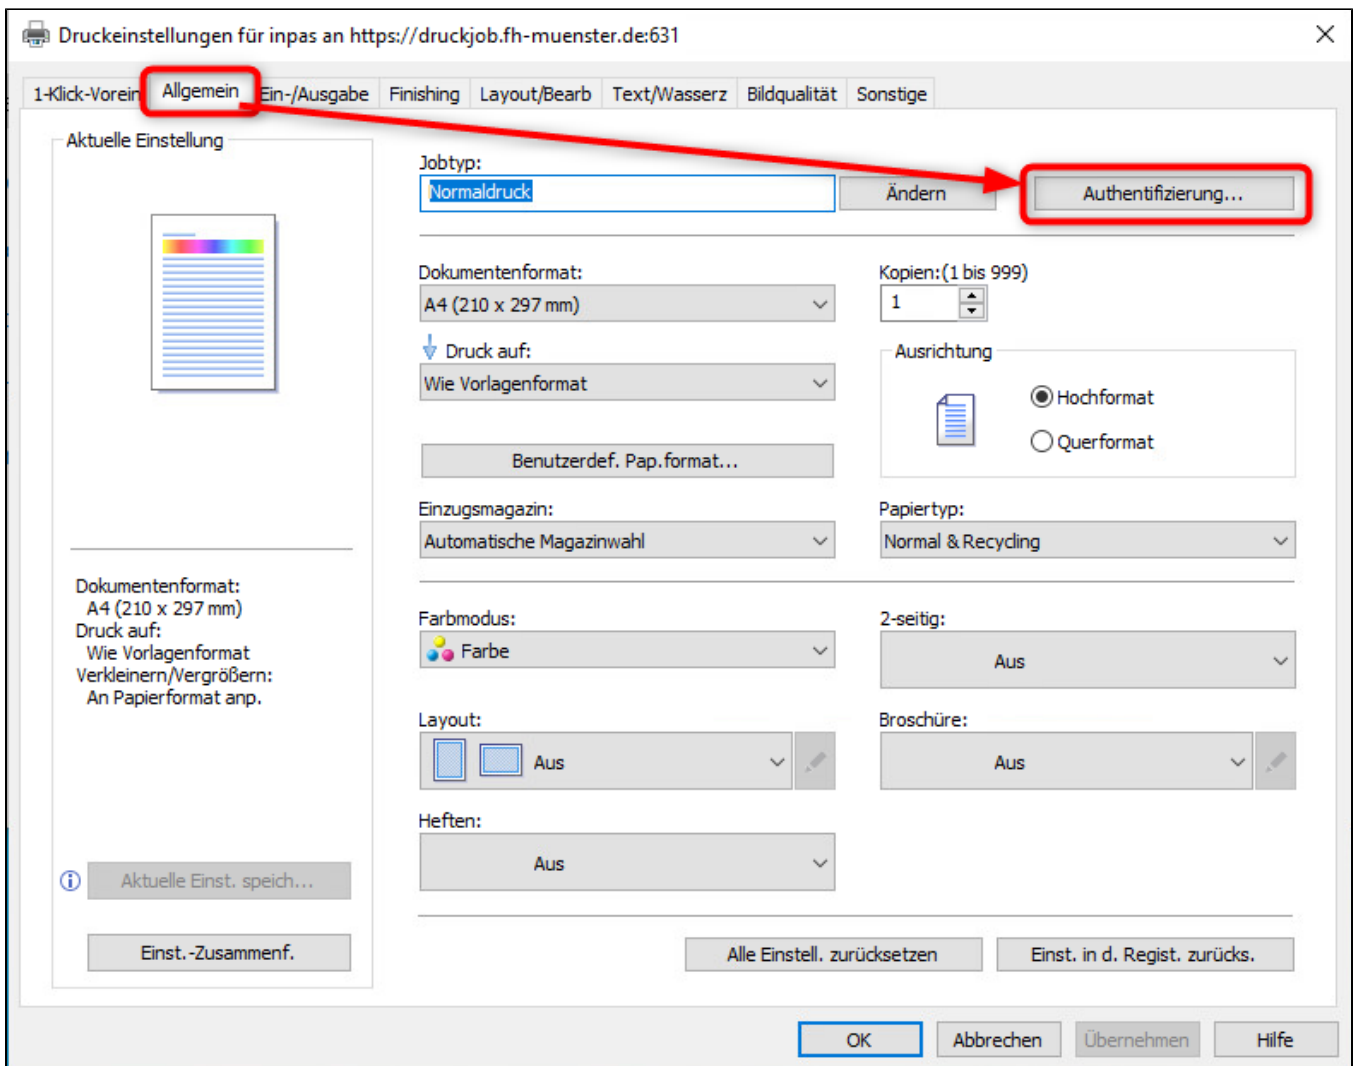 Druckeinstellungen für inpas an https://druckjob.fh-muenster.de:631
1-Klick-Vorein Allgemein Ein-/Ausgabe Finishing Layout/Bearb Text/Wasserz Bildqualität Sonstige
Aktuelle Einstellung
Jobtyp:
Normaldruck Ändern Authentifizierung...
Dokumentenformat: Kopien:(1 bis 999)
A4 (210 x 297 mm) 1
Druck auf: Ausrichtung
Wie Vorlagenformat
Hochformat
Querformat
Benutzerdef. Pap.format...
Einzugsmagazin: Papiertyp:
Automatische Magazinwahl Normal & Recycling
Dokumentenformat:
A4 (210 x 297 mm)
Druck auf:
Wie Vorlagenformat
Verkleinern/Vergrößern:
An Papierformat anp.
Farbmodus: 2-seitig:
Farbe Aus
Layout: Broschüre:
Aus Aus
Heften:
Aus
Aktuelle Einst. speich...
Einst.-Zusammenf. Alle Einstell. zurücksetzen Einst. in d. Regist. zurücks.
OK Abbrechen Übernehmen Hilfe